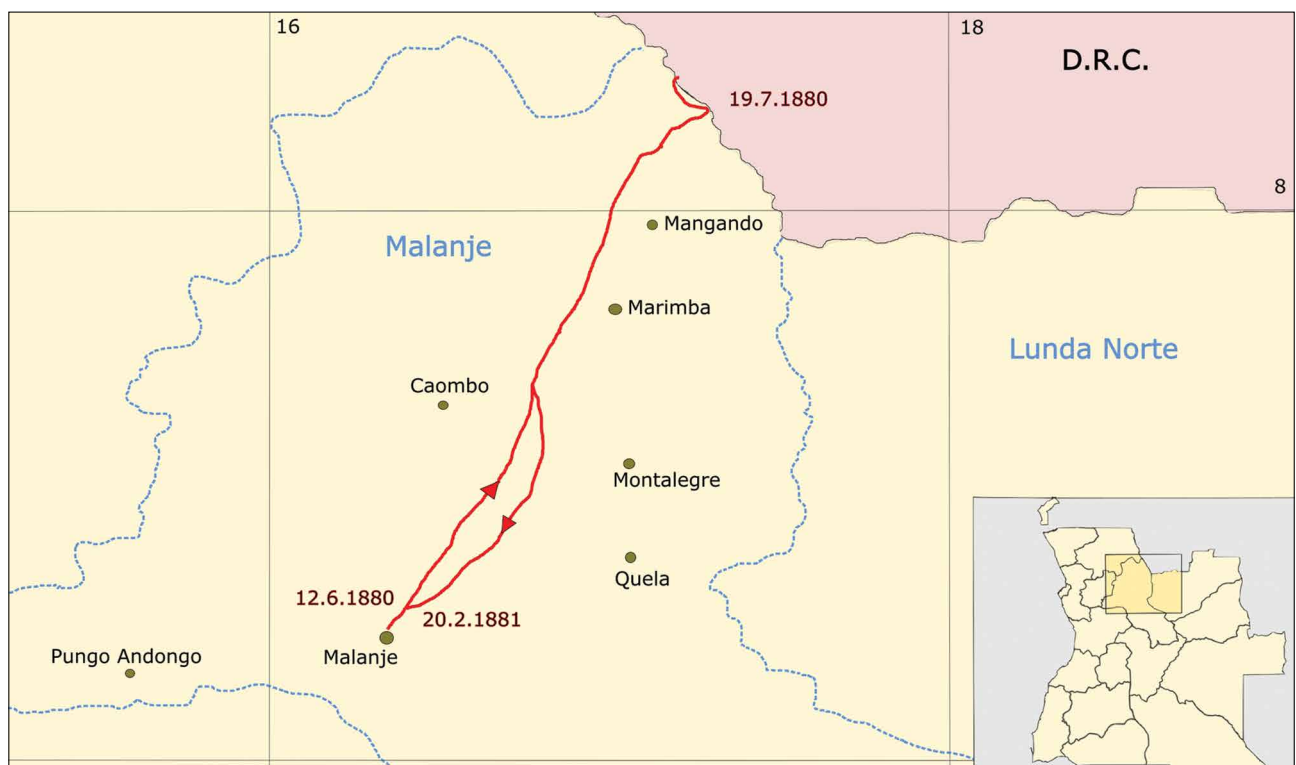 16
18
D.R.C.
19.7.1880
8
Mangando
Malanje
Marimba
Lunda Norte
Caombo
Montalegre
Quela
12.6.1880
20.2.1881
Malanje
Pungo Andongo